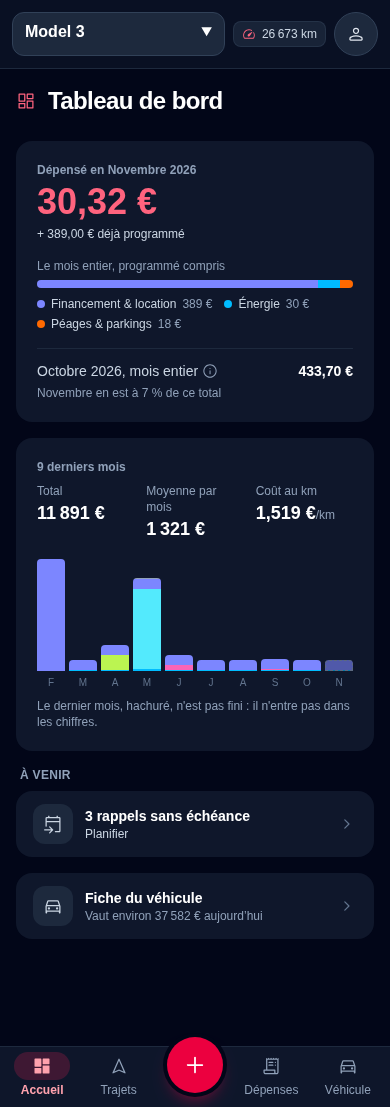 Model 3
26 673 km
Tableau de bord
Dépensé en Novembre 2026
30,32 €
+ 389,00 € déjà programmé
Le mois entier, programmé compris
Financement & location 389 €
Énergie 30 €
Péages & parkings 18 €
Octobre 2026, mois entier
433,70 €
Novembre en est à 7 % de ce total
9 derniers mois
Total
11 891 €
Moyenne par
mois
1 321 €
Coût au km
1,519 €/km
F M A M J J A S O N
Le dernier mois, hachuré, n'est pas fini : il n'entre pas dans
les chiffres.
À VENIR
3 rappels sans échéance
Planifier
Fiche du véhicule
Vaut environ 37 582 € aujourd'hui
Accueil
Trajets
Dépenses
Véhicule